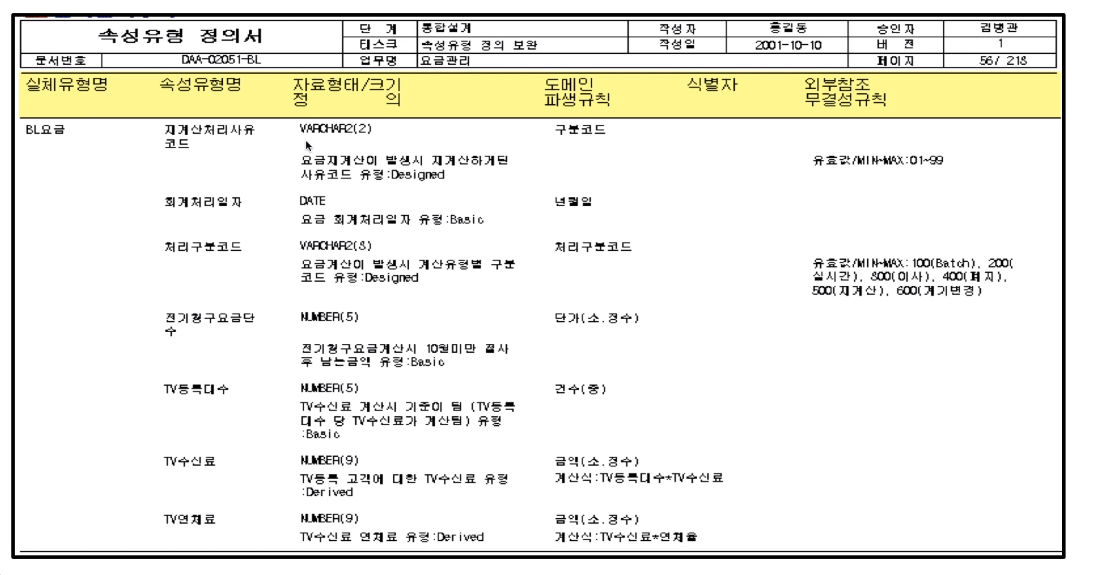 속성유형 정의서 단 계 통합설계 작성자 홍길동 승인자 김병관
태스크 속성유형 정의 보완 작성일 2001-10-10 버 젼 1
문서번호 DAA-02051-BL 업무명 요금관리 페이지 56/ 218
실체유형명 속성유형명 자료형태/크기 도메인 식별자 외부참조
정 의 파생규칙 무결성규칙
BL요금 재계산처리사유 VARCHAR2(2) 구분코드
코드
요금재계산이 발생시 재계산하게된 유효값/MIN~MAX:01~99
사유코드 유형:Designed
회계처리일자 DATE 년월일
요금 회계처리일자 유형:Basic
처리구분코드 VARCHAR2(8) 처리구분코드
요금계산이 발생시 계산유형별 구분 유효값/MIN~MAX:100(Batch), 200(
코드 유형:Designed 실시간), 300(이사), 400(폐지),
500(재계산), 600(계기변경)
전기청구요금단 NUMBER(5) 단가(소.정수)
수
전기청구요금계산시 10원미만 절사
후 남는금액 유형:Basic
TV등록대수 NUMBER(5) 건수(중)
TV수신료 계산시 기준이 됨 (TV등록
대수 당 TV수신료가 계산됨) 유형
:Basic
TV수신료 NUMBER(9) 금액(소.정수)
TV등록 고객에 대한 TV수신료 유형 계산식:TV등록대수*TV수신료
:Derived
TV연체료 NUMBER(9) 금액(소.정수)
TV수신료 연체료 유형:Derived 계산식:TV수신료*연체율